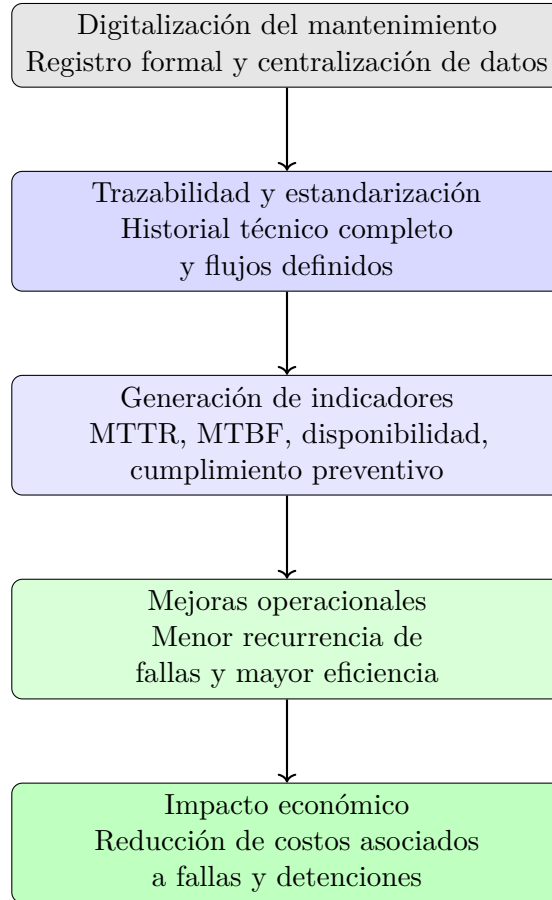 Digitalización del mantenimiento
Registro formal y centralización de datos
Trazabilidad y estandarización
Historial técnico completo
y flujos definidos
Generación de indicadores
MTTR, MTBF, disponibilidad,
cumplimiento preventivo
Mejoras operacionales
Menor recurrencia de
fallas y mayor eficiencia
Impacto económico
Reducción de costos asociados
a fallas y detenciones